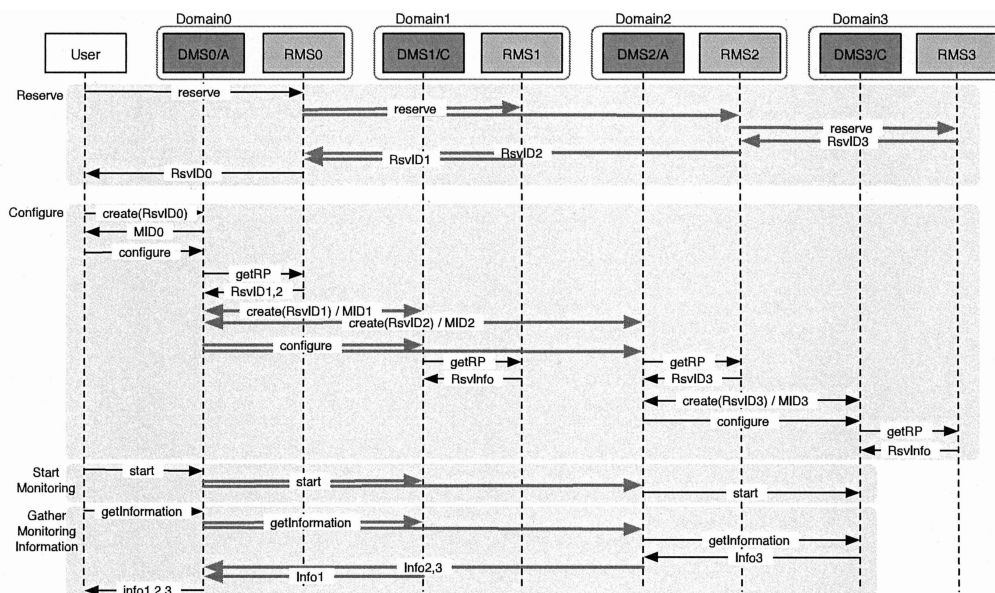 Domain0 Domain1 Domain2 Domain3
User DMS0/A RMS0 DMS1/C RMS1 DMS2/A RMS2 DMS3/C RMS3
Reserve
reserve
reserve
reserve
RsvID3
RsvID2
RsvID1
RsvID0
Configure
create(RsvID0)
MID0
configure
getRP
RsvID1,2
create(RsvID1) / MID1
create(RsvID2) / MID2
configure
getRP getRP
RsvInfo RsvID3
create(RsvID3) / MID3
configure
getRP
RsvInfo
Start
Monitoring
start
start
start
Gather
Monitoring
Information
getInformation
getInformation
getInformation
Info3
Info2,3
Info1
info1,2,3